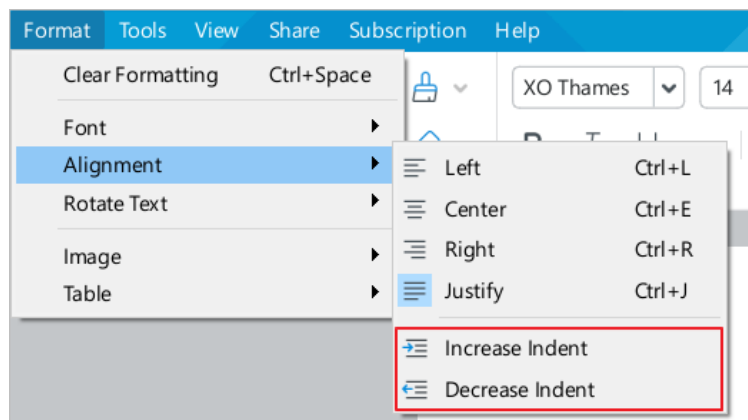 Format Tools View Share Subscription Help
Clear Formatting Ctrl+Space
XO Thames 14
Font
Alignment
Rotate Text
Image
Table
Left Ctrl+L
Center Ctrl+E
Right Ctrl+R
Justify Ctrl+J
Increase Indent
Decrease Indent